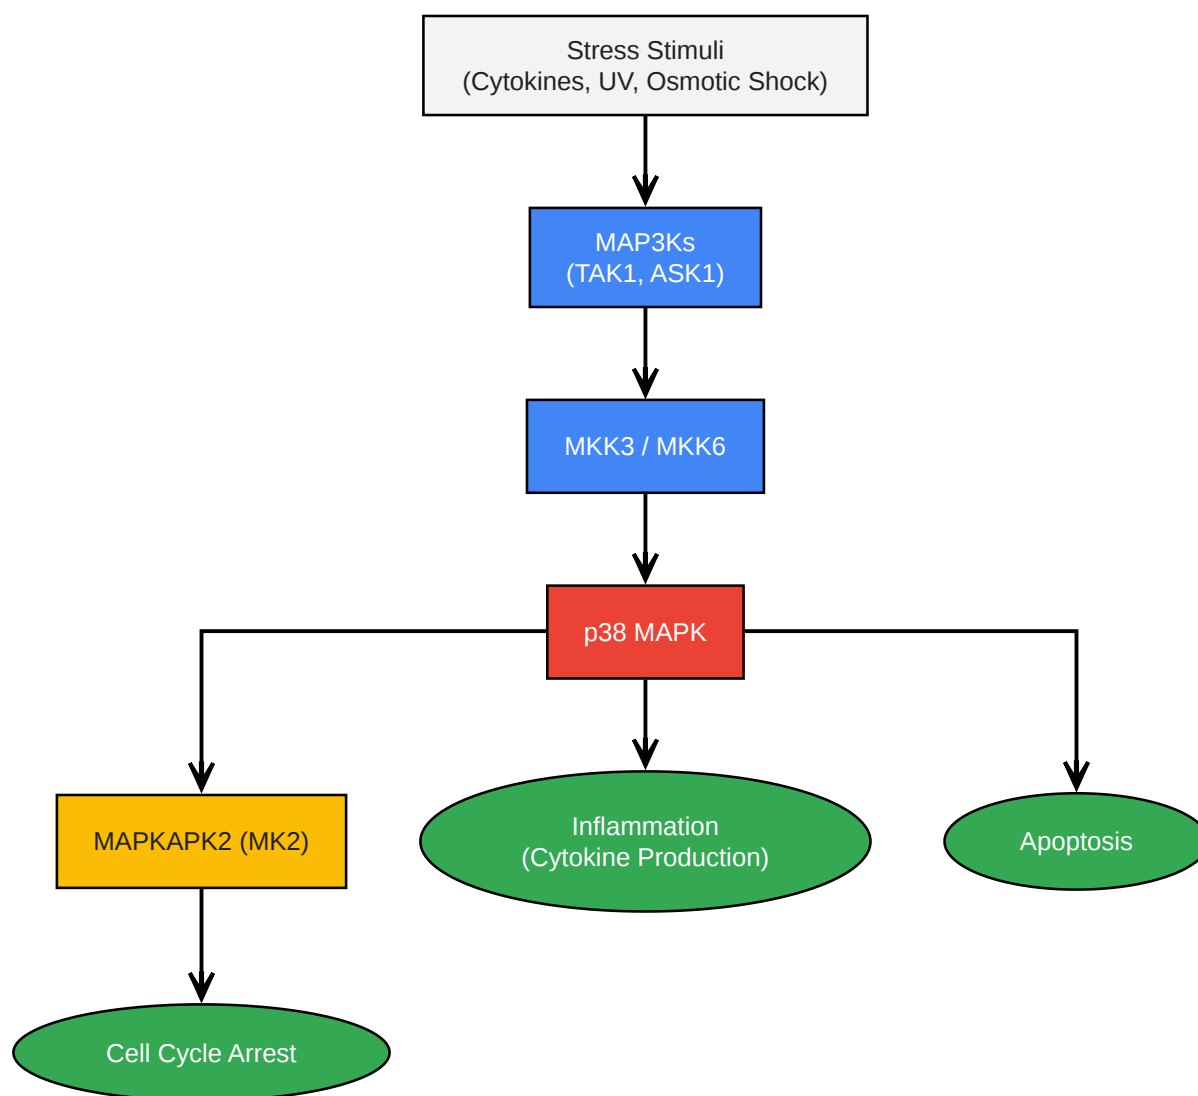 Stress Stimuli
(Cytokines, UV, Osmotic Shock)
MAP3Ks
(TAK1, ASK1)
MKK3 / MKK6
p38 MAPK
MAPKAPK2 (MK2)
Inflammation
(Cytokine Production)
Apoptosis
Cell Cycle Arrest